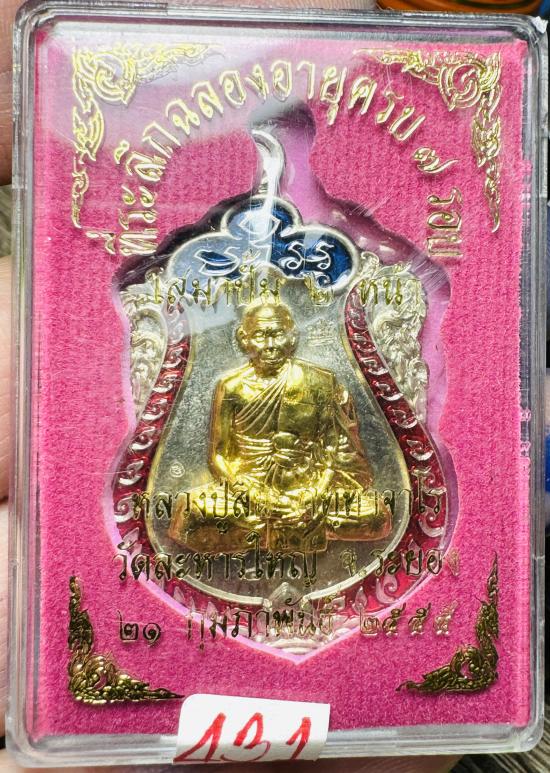 ที่ระลึกฉลองอายุครบ ๗ รอบ
เสมาปั๊ม ๒ หน้า
หลวงปู่สิน
วัดละหารใหญ่ จ.ระยอง
๒๑ กุมภาพันธ์ ๒๕๕๕
431